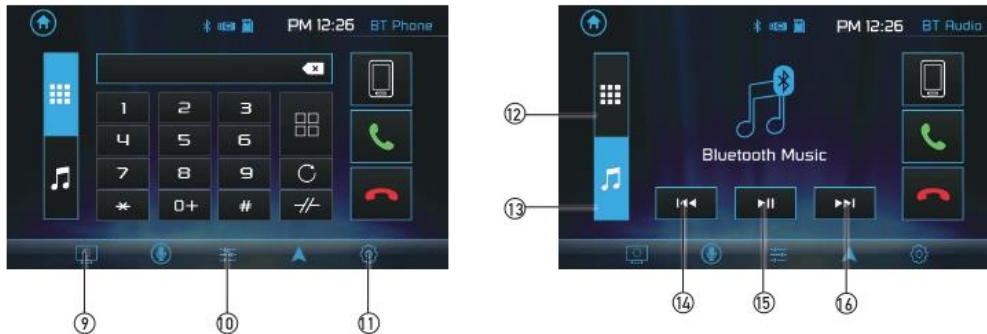 PM 12:26 BT Phone
1 2 3
4 5 6
7 8 9
* 0+ #
⑨ ⑩ ⑪
PM 12:26 BT Audio
⑫
Bluetooth Music
⑬
⑭ ⑮ ⑯